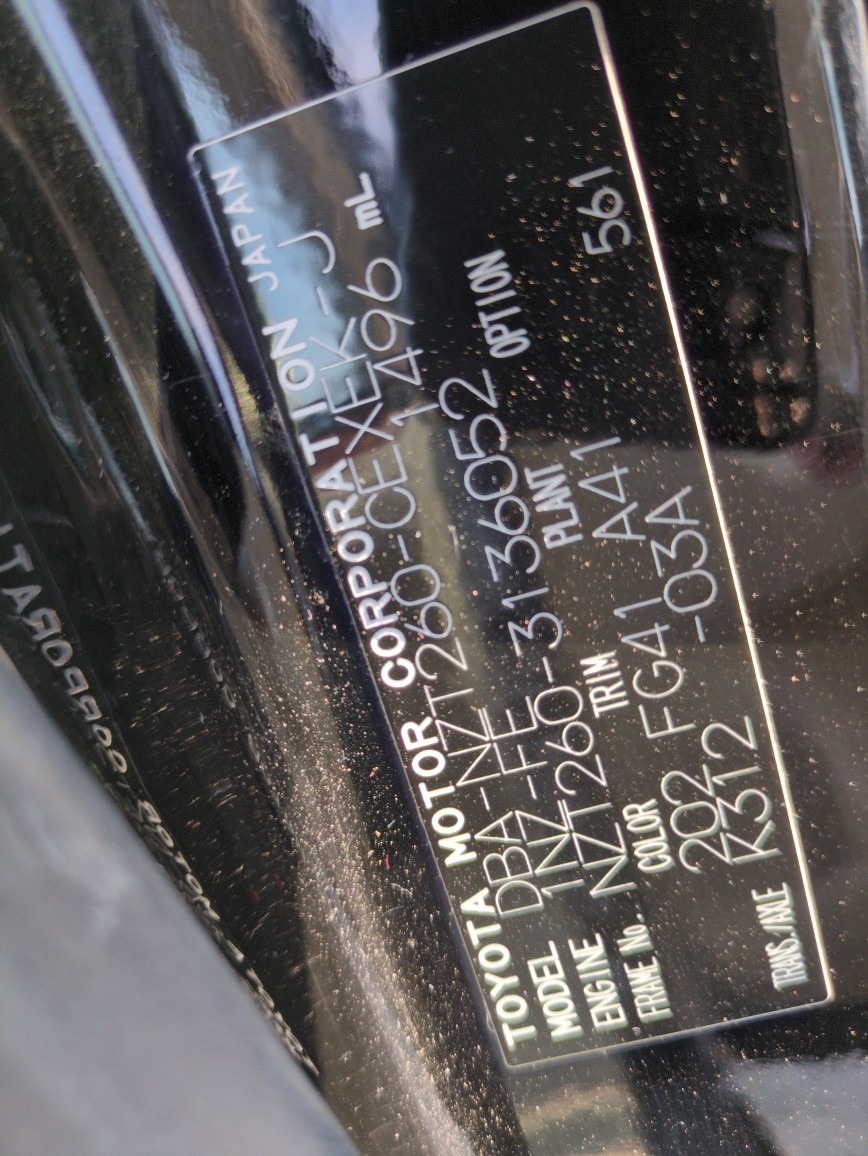 TOYOTA MOTOR CORPORATION JAPAN
MODEL DBA-NZT260-CEXEK-J
ENGINE 1NZ-FE 1496 mL
FRAME No. NZT260-3136052
COLOR TRIM PLANT OPTION
202 FG41 A41 561
K312 -03A
TRANS./AXLE